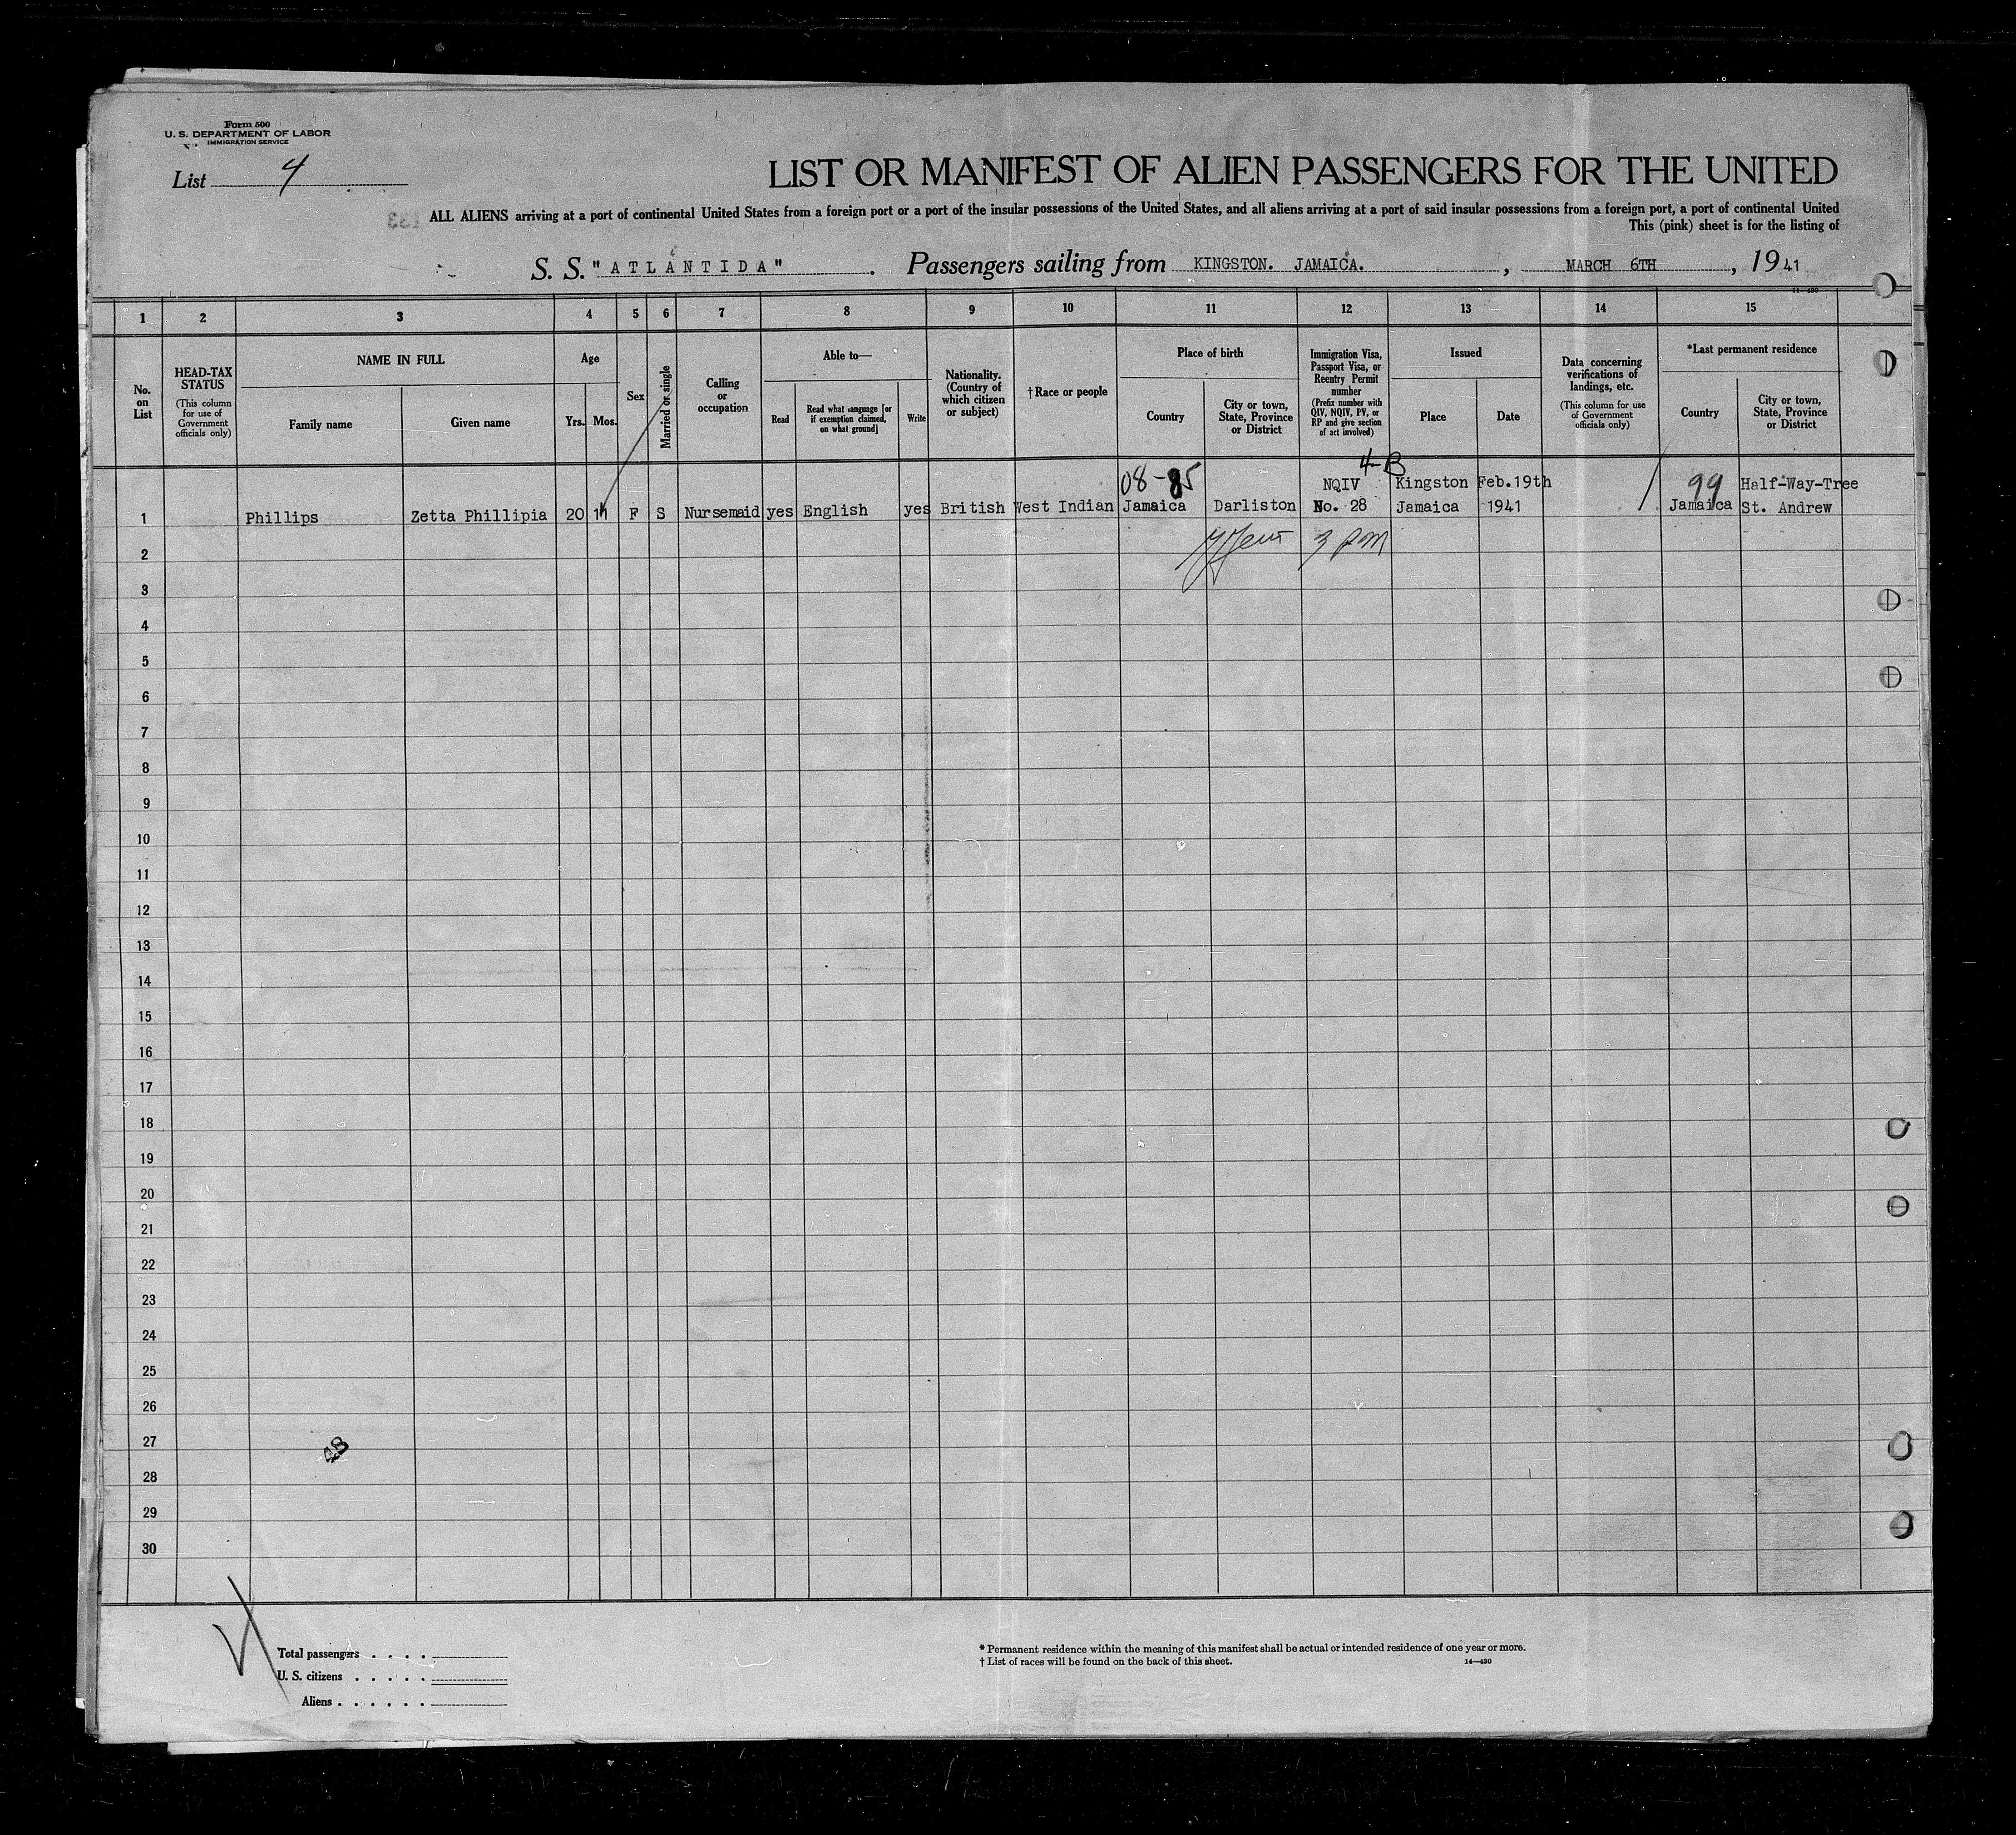 Form 500
U. S. DEPARTMENT OF LABOR
IMMIGRATION SERVICE
List 4
LIST OR MANIFEST OF ALIEN PASSENGERS FOR THE UNITED
ALL ALIENS arriving at a port of continental United States from a foreign port or a port of the insular possessions of the United States, and all aliens arriving at a port of said insular possessions from a foreign port, a port of continental United
This (pink) sheet is for the listing of
S. S. "ATLANTIDA". Passengers sailing from KINGSTON. JAMAICA., MARCH 6TH, 1941
14—430
1 2 3 4 5 6 7 8 9 10 11 12 13 14 15
No. on List
HEAD-TAX STATUS
(This column for use of Government officials only)
NAME IN FULL
Family name
Given name
Age
Yrs.
Mos.
Sex
Married or single
Calling or occupation
Able to—
Read
Read what language [or if exemption claimed, on what ground]
Write
Nationality. (Country of which citizen or subject)
† Race or people
Place of birth
Country
City or town, State, Province or District
Immigration Visa, Passport Visa, or Reentry Permit number
(Prefix number with QIV, NQIV, PV, or RP and give section of act involved)
Issued
Place
Date
Data concerning verifications of landings, etc.
(This column for use of Government officials only)
*Last permanent residence
Country
City or town, State, Province or District
4-B
08-85 NQIV Kingston Feb.19th 99 Half-Way-Tree
1 Phillips Zetta Phillipia 20 11 F S Nursemaid yes English yes British West Indian Jamaica Darliston No. 28 Jamaica 1941 Jamaica St. Andrew
2 3 pm
3
4
5
6
7
8
9
10
11
12
13
14
15
16
17
18
19
20
21
22
23
24
25
26
27
48
28
29
30
Total passengers . . . .
U. S. citizens . . . . .
Aliens . . . . . .
* Permanent residence within the meaning of this manifest shall be actual or intended residence of one year or more.
† List of races will be found on the back of this sheet.
14—430